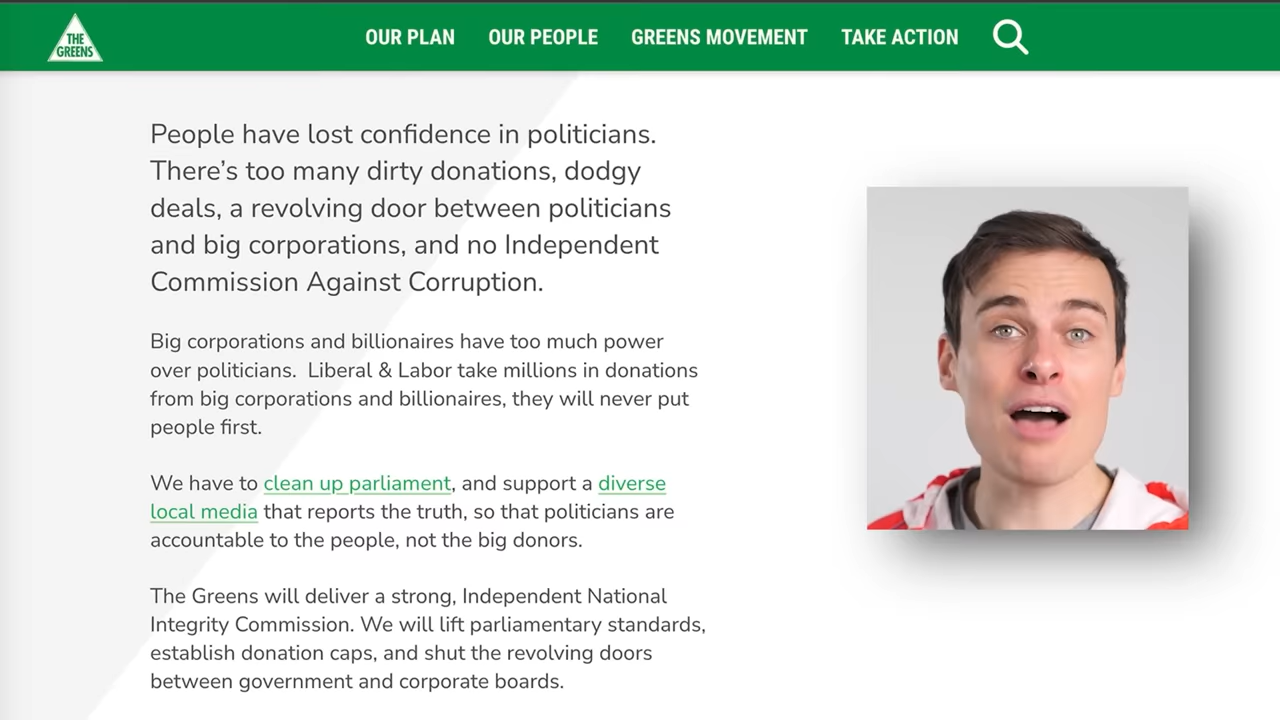 THE
GREENS
OUR PLAN OUR PEOPLE GREENS MOVEMENT TAKE ACTION
People have lost confidence in politicians.
There’s too many dirty donations, dodgy
deals, a revolving door between politicians
and big corporations, and no Independent
Commission Against Corruption.
Big corporations and billionaires have too much power
over politicians.  Liberal & Labor take millions in donations
from big corporations and billionaires, they will never put
people first.
We have to clean up parliament, and support a diverse
local media that reports the truth, so that politicians are
accountable to the people, not the big donors.
The Greens will deliver a strong, Independent National
Integrity Commission. We will lift parliamentary standards,
establish donation caps, and shut the revolving doors
between government and corporate boards.